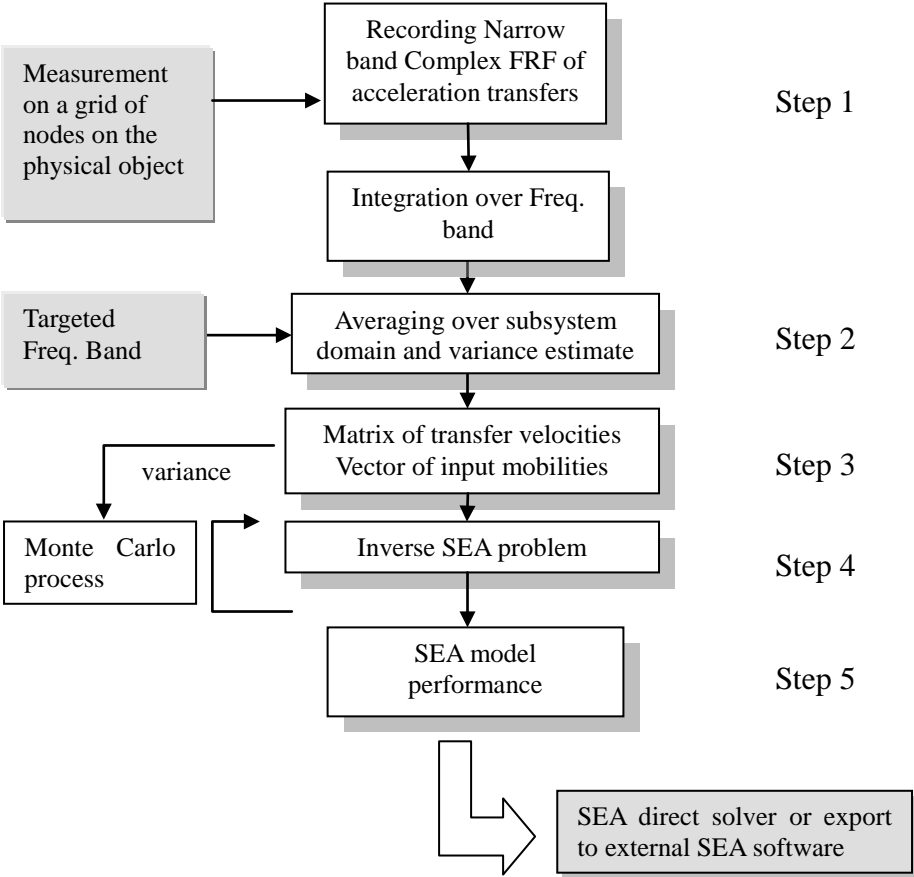 Recording Narrow
band Complex FRF of
acceleration transfers
Measurement
on a grid of
nodes on the
physical object
Step 1
Integration over Freq.
band
Targeted
Freq. Band
Averaging over subsystem
domain and variance estimate
Step 2
Matrix of transfer velocities
Vector of input mobilities
Step 3
variance
Monte Carlo
process
Inverse SEA problem
Step 4
SEA model
performance
Step 5
SEA direct solver or export
to external SEA software